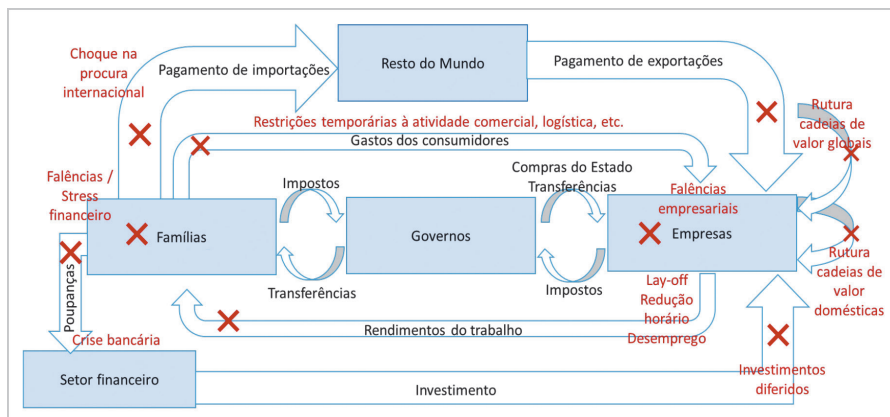 Choque na
procura
internacional
Pagamento de importações
Resto do Mundo
Pagamento de exportações
Rutura
cadeias de
valor globais
Restrições temporárias à atividade comercial, logística, etc.
Gastos dos consumidores
Falências /
Stress
financeiro
Impostos
Compras do Estado
Transferências
Falências
empresariais
Famílias
Governos
Empresas
Transferências
Impostos
Rutura
cadeias de
valor
domésticas
Poupanças
Lay-off
Redução
horário
Desemprego
Rendimentos do trabalho
Crise bancária
Setor financeiro
Investimento
Investimentos
diferidos